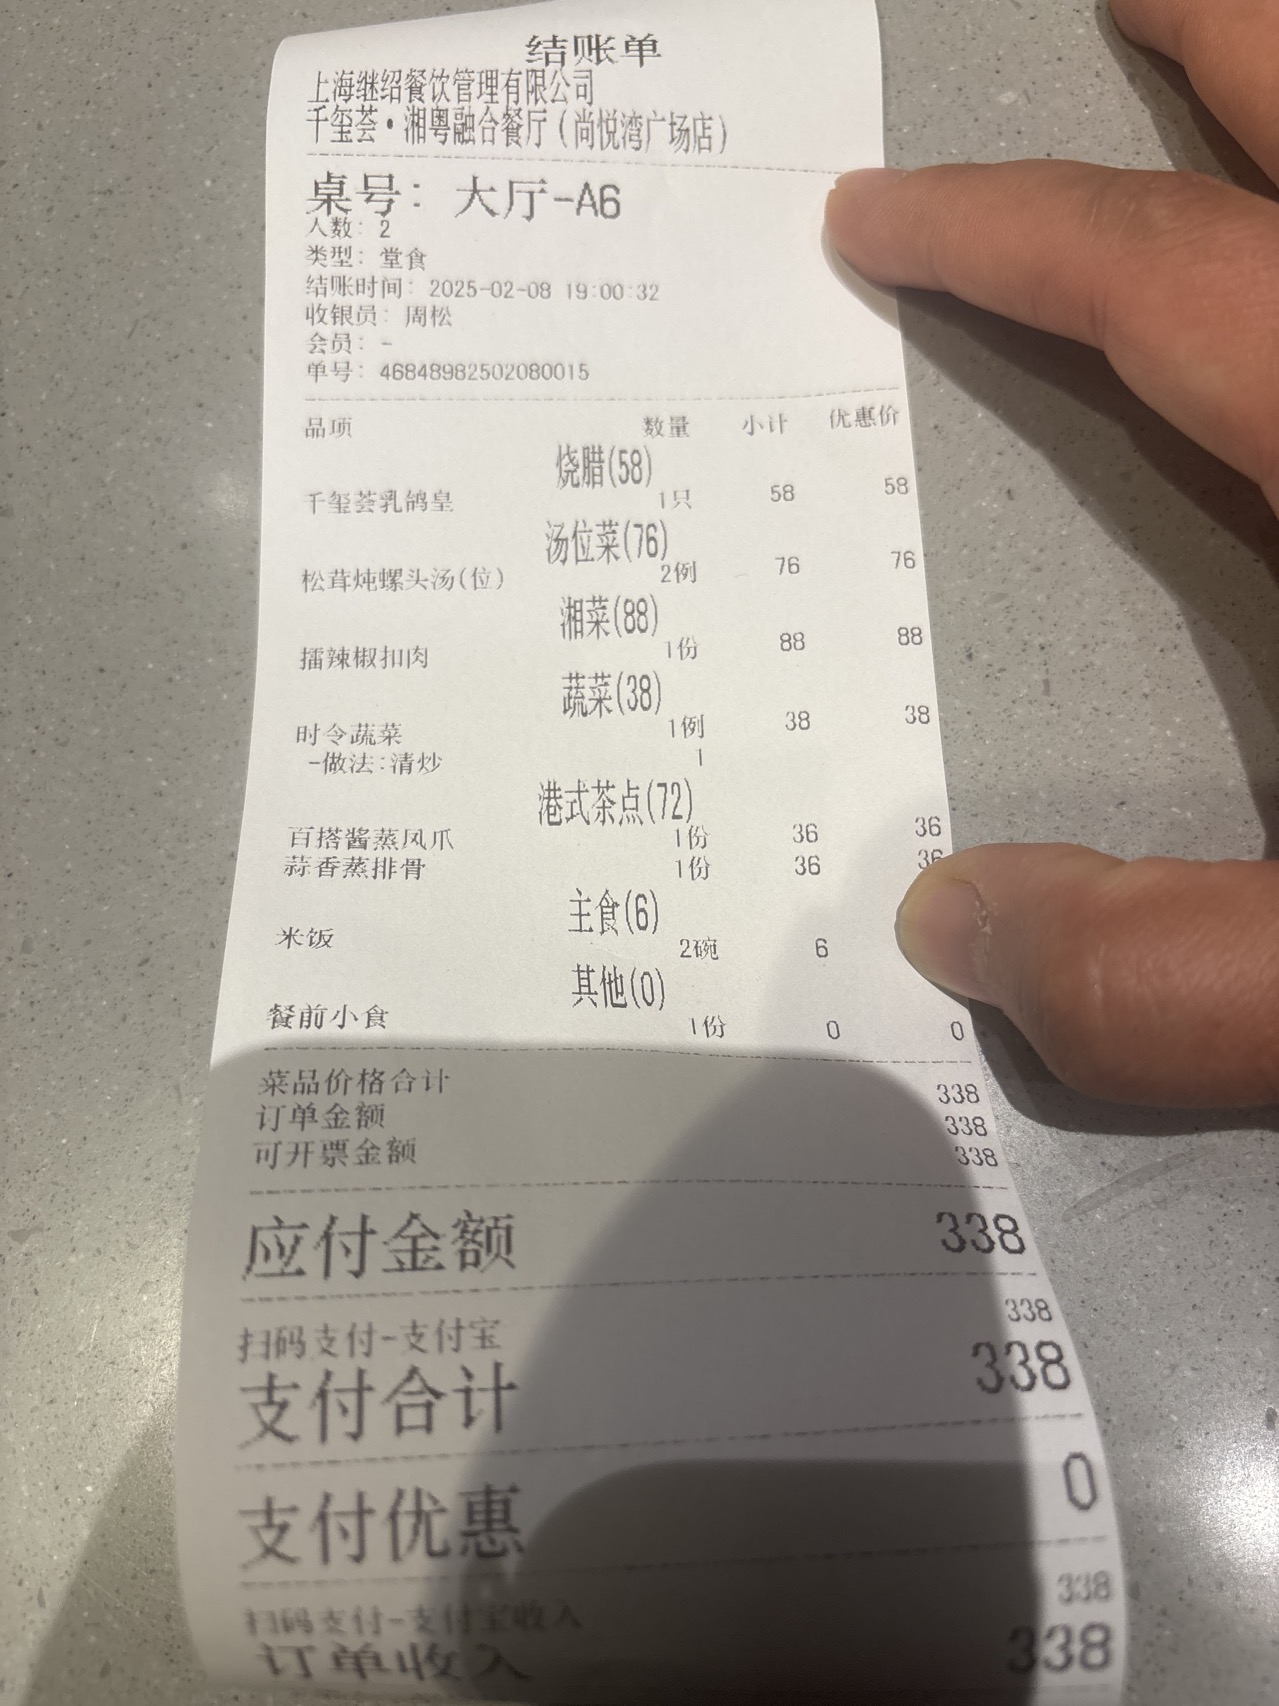 结账单
上海继绍餐饮管理有限公司
千玺荟·湘粤融合餐厅(尚悦湾广场店)
桌号: 大厅-A6
人数: 2
类型: 堂食
结账时间: 2025-02-08 19:00:32
收银员: 周松
会员: -
单号: 46848982502080015
品项 数量 小计 优惠价
烧腊(58)
千玺荟乳鸽皇 1只 58 58
汤位菜(76)
松茸炖螺头汤(位) 2例 76 76
湘菜(88)
擂辣椒扣肉 1份 88 88
蔬菜(38)
时令蔬菜 1例 38 38
-做法:清炒 1
港式茶点(72)
百搭酱蒸凤爪 1份 36 36
蒜香蒸排骨 1份 36 36
主食(6)
米饭 2碗 6
其他(0)
餐前小食 1份 0 0
菜品价格合计 338
订单金额 338
可开票金额 338
应付金额 338
扫码支付-支付宝 338
支付合计 338
支付优惠 0
扫码支付-支付宝收入 338
订单收入 338